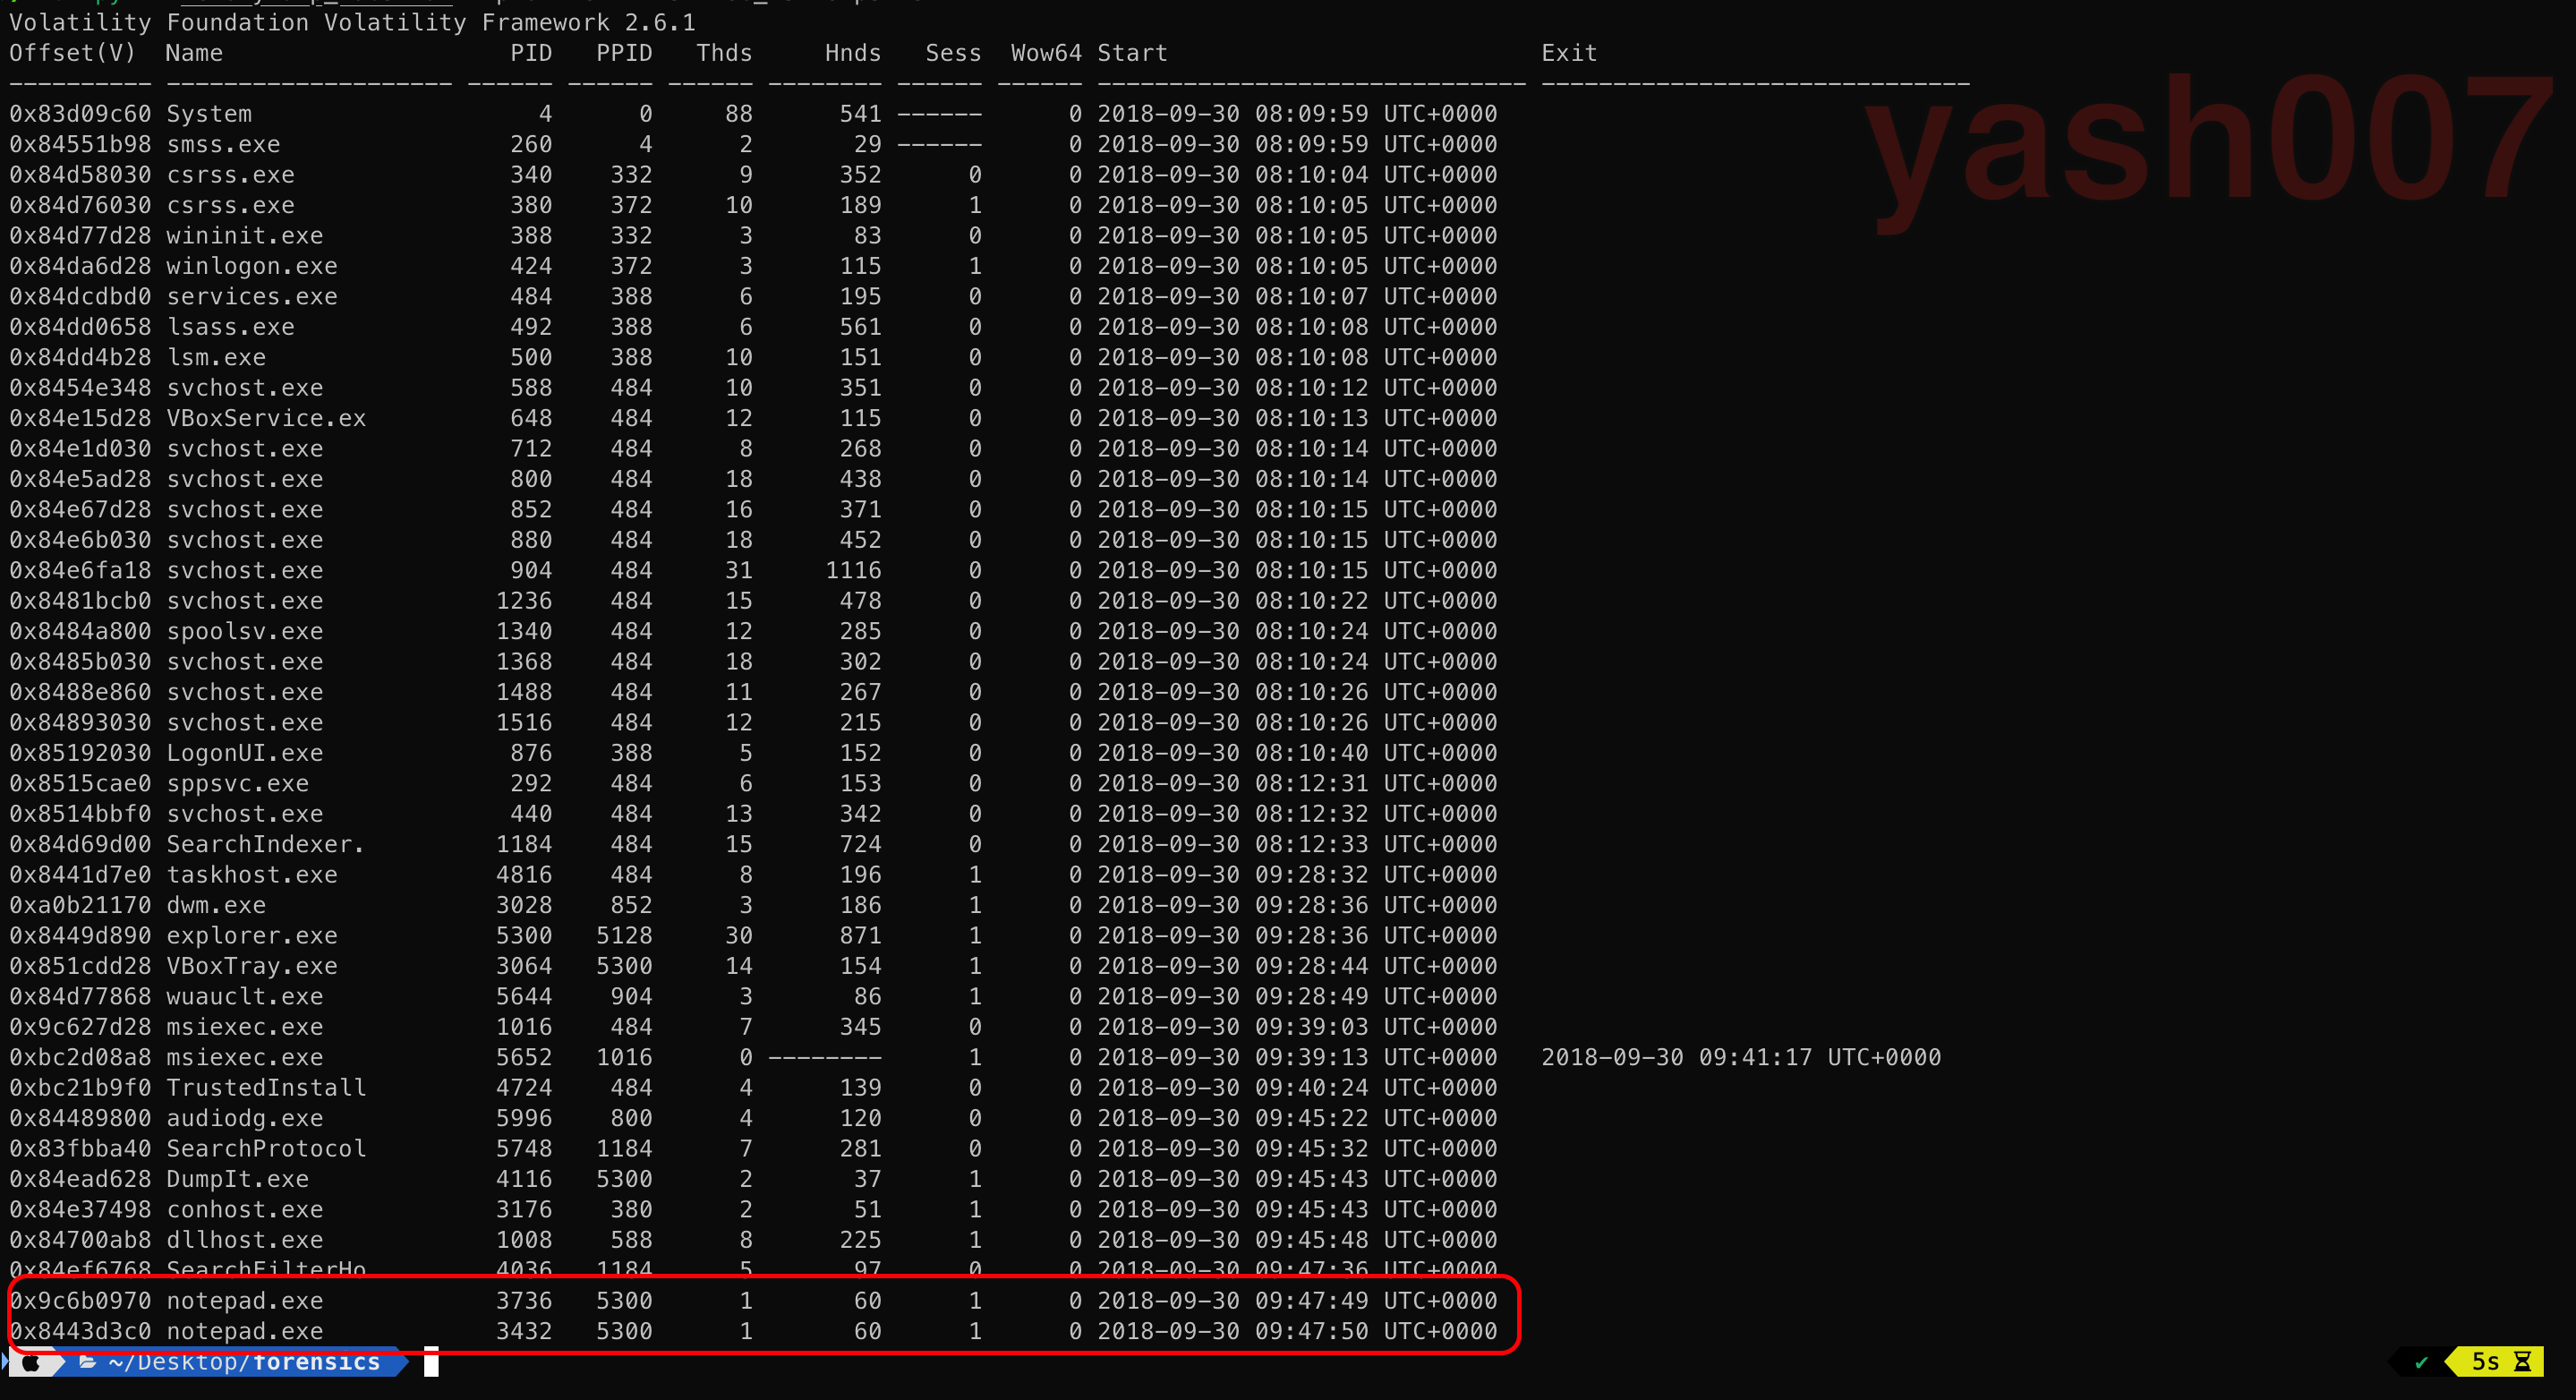 Volatility Foundation Volatility Framework 2.6.1
Offset(V)  Name                    PID   PPID   Thds     Hnds   Sess  Wow64 Start                          Exit
---------- -------------------- ------ ------ ------ -------- ------ ------ ------------------------------ ------------------------------
yash007
0x83d09c60 System                    4      0     88      541 ------      0 2018-09-30 08:09:59 UTC+0000
0x84551b98 smss.exe                260      4      2       29 ------      0 2018-09-30 08:09:59 UTC+0000
0x84d58030 csrss.exe               340    332      9      352      0      0 2018-09-30 08:10:04 UTC+0000
0x84d76030 csrss.exe               380    372     10      189      1      0 2018-09-30 08:10:05 UTC+0000
0x84d77d28 wininit.exe             388    332      3       83      0      0 2018-09-30 08:10:05 UTC+0000
0x84da6d28 winlogon.exe            424    372      3      115      1      0 2018-09-30 08:10:05 UTC+0000
0x84dcdbd0 services.exe            484    388      6      195      0      0 2018-09-30 08:10:07 UTC+0000
0x84dd0658 lsass.exe               492    388      6      561      0      0 2018-09-30 08:10:08 UTC+0000
0x84dd4b28 lsm.exe                 500    388     10      151      0      0 2018-09-30 08:10:08 UTC+0000
0x8454e348 svchost.exe             588    484     10      351      0      0 2018-09-30 08:10:12 UTC+0000
0x84e15d28 VBoxService.ex          648    484     12      115      0      0 2018-09-30 08:10:13 UTC+0000
0x84e1d030 svchost.exe             712    484      8      268      0      0 2018-09-30 08:10:14 UTC+0000
0x84e5ad28 svchost.exe             800    484     18      438      0      0 2018-09-30 08:10:14 UTC+0000
0x84e67d28 svchost.exe             852    484     16      371      0      0 2018-09-30 08:10:15 UTC+0000
0x84e6b030 svchost.exe             880    484     18      452      0      0 2018-09-30 08:10:15 UTC+0000
0x84e6fa18 svchost.exe             904    484     31     1116      0      0 2018-09-30 08:10:15 UTC+0000
0x8481bcb0 svchost.exe            1236    484     15      478      0      0 2018-09-30 08:10:22 UTC+0000
0x8484a800 spoolsv.exe            1340    484     12      285      0      0 2018-09-30 08:10:24 UTC+0000
0x8485b030 svchost.exe            1368    484     18      302      0      0 2018-09-30 08:10:24 UTC+0000
0x8488e860 svchost.exe            1488    484     11      267      0      0 2018-09-30 08:10:26 UTC+0000
0x84893030 svchost.exe            1516    484     12      215      0      0 2018-09-30 08:10:26 UTC+0000
0x85192030 LogonUI.exe             876    388      5      152      0      0 2018-09-30 08:10:40 UTC+0000
0x8515cae0 sppsvc.exe              292    484      6      153      0      0 2018-09-30 08:12:31 UTC+0000
0x8514bbf0 svchost.exe             440    484     13      342      0      0 2018-09-30 08:12:32 UTC+0000
0x84d69d00 SearchIndexer.         1184    484     15      724      0      0 2018-09-30 08:12:33 UTC+0000
0x8441d7e0 taskhost.exe           4816    484      8      196      1      0 2018-09-30 09:28:32 UTC+0000
0xa0b21170 dwm.exe                3028    852      3      186      1      0 2018-09-30 09:28:36 UTC+0000
0x8449d890 explorer.exe           5300   5128     30      871      1      0 2018-09-30 09:28:36 UTC+0000
0x851cdd28 VBoxTray.exe           3064   5300     14      154      1      0 2018-09-30 09:28:44 UTC+0000
0x84d77868 wuauclt.exe            5644    904      3       86      1      0 2018-09-30 09:28:49 UTC+0000
0x9c627d28 msiexec.exe            1016    484      7      345      0      0 2018-09-30 09:39:03 UTC+0000
0xbc2d08a8 msiexec.exe            5652   1016      0 --------      1      0 2018-09-30 09:39:13 UTC+0000   2018-09-30 09:41:17 UTC+0000
0xbc21b9f0 TrustedInstall         4724    484      4      139      0      0 2018-09-30 09:40:24 UTC+0000
0x84489800 audiodg.exe            5996    800      4      120      0      0 2018-09-30 09:45:22 UTC+0000
0x83fbba40 SearchProtocol         5748   1184      7      281      0      0 2018-09-30 09:45:32 UTC+0000
0x84ead628 DumpIt.exe             4116   5300      2       37      1      0 2018-09-30 09:45:43 UTC+0000
0x84e37498 conhost.exe            3176    380      2       51      1      0 2018-09-30 09:45:43 UTC+0000
0x84700ab8 dllhost.exe            1008    588      8      225      1      0 2018-09-30 09:45:48 UTC+0000
0x84ef6768 SearchFilterHo         4036   1184      5       97      0      0 2018-09-30 09:47:36 UTC+0000
0x9c6b0970 notepad.exe            3736   5300      1       60      1      0 2018-09-30 09:47:49 UTC+0000
0x8443d3c0 notepad.exe            3432   5300      1       60      1      0 2018-09-30 09:47:50 UTC+0000
~/Desktop/forensics ✔ 5s